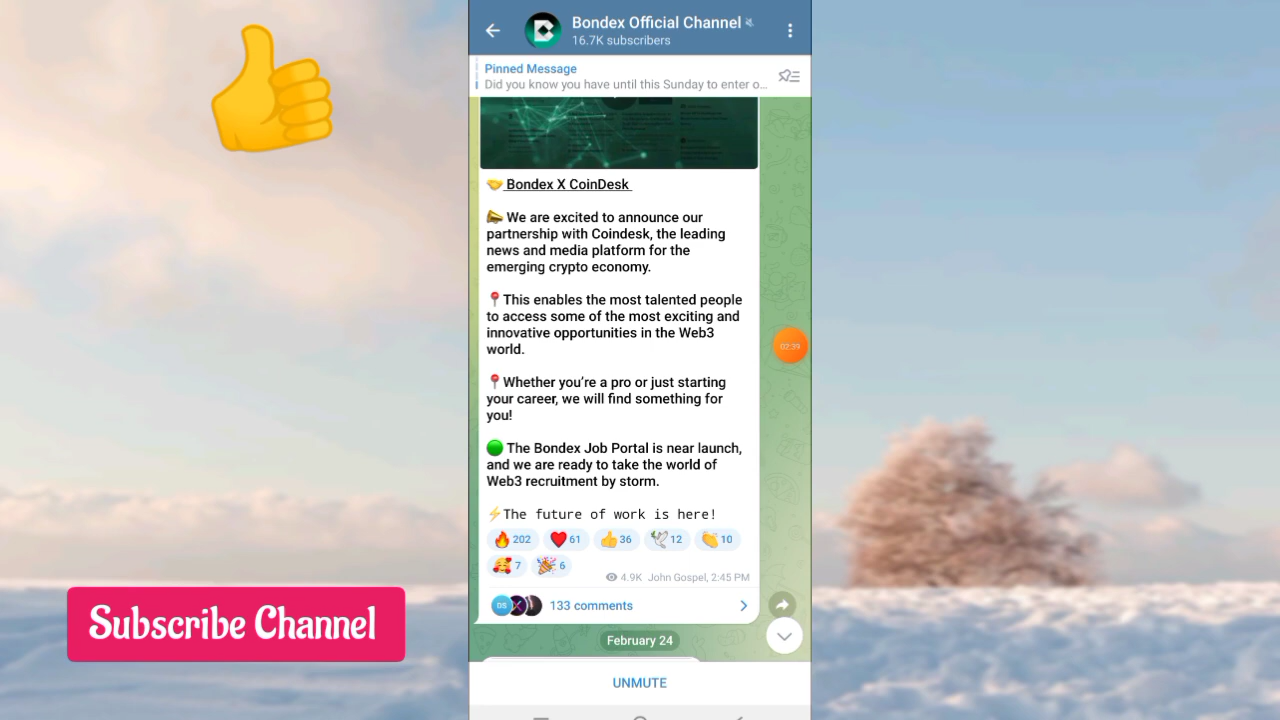 Bondex Official Channel
16.7K subscribers
Pinned Message
Did you know you have until this Sunday to enter o...
Bondex X CoinDesk
We are excited to announce our
partnership with Coindesk, the leading
news and media platform for the
emerging crypto economy.
This enables the most talented people
to access some of the most exciting and
innovative opportunities in the Web3
world.
Whether you're a pro or just starting
your career, we will find something for
you!
The Bondex Job Portal is near launch,
and we are ready to take the world of
Web3 recruitment by storm.
The future of work is here!
202 61 36 12 10
7 6
4.9K John Gospel, 2:45 PM
DS 133 comments
February 24
UNMUTE
02:39
Subscribe Channel